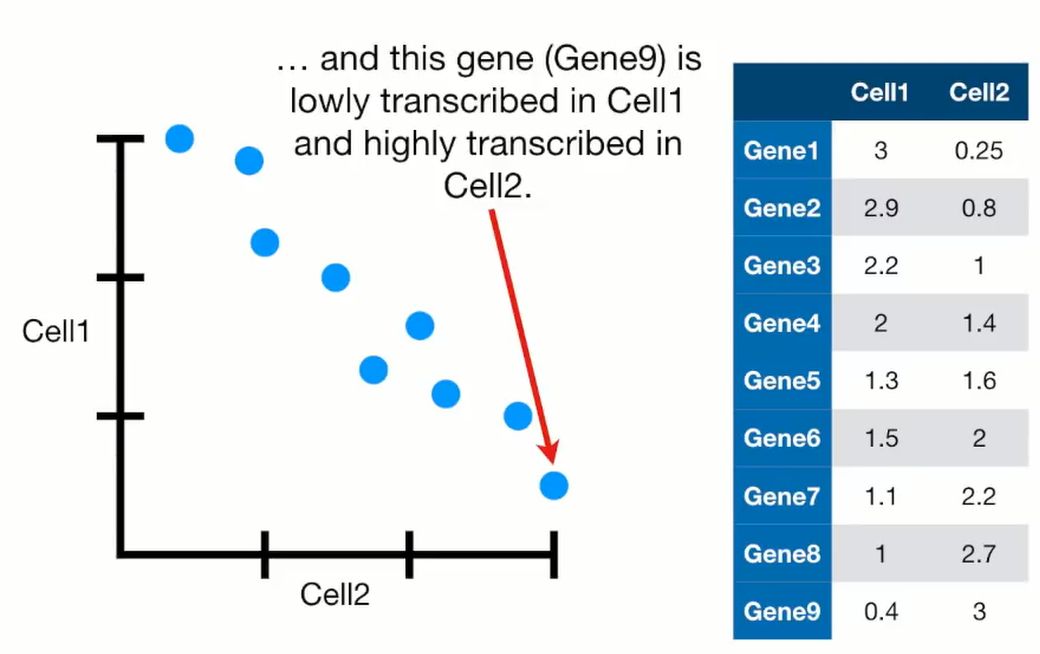 … and this gene (Gene9) is
lowly transcribed in Cell1
and highly transcribed in
Cell2.
Cell1
Cell2
Cell1 Cell2
Gene1 3 0.25
Gene2 2.9 0.8
Gene3 2.2 1
Gene4 2 1.4
Gene5 1.3 1.6
Gene6 1.5 2
Gene7 1.1 2.2
Gene8 1 2.7
Gene9 0.4 3